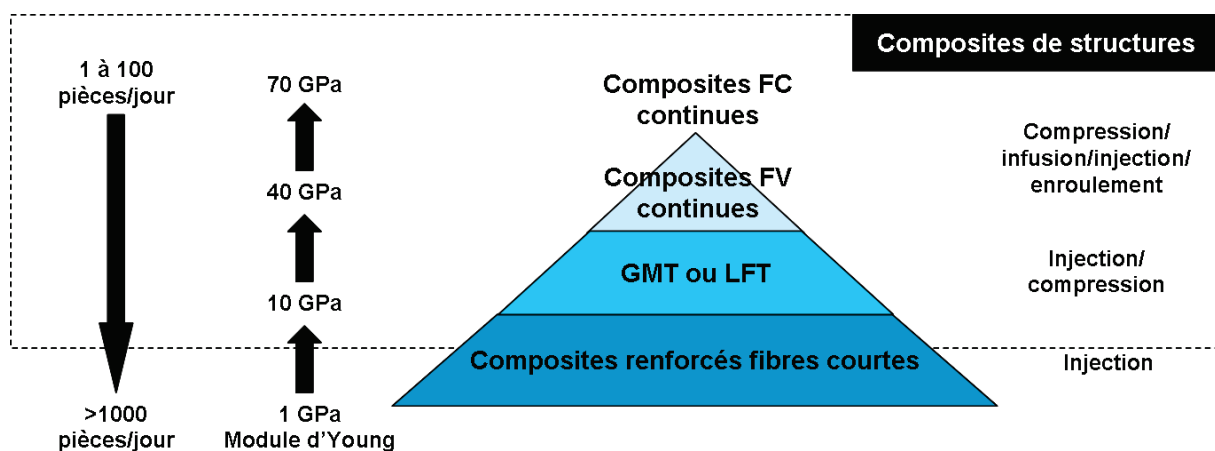 Composites de structures
1 à 100
pièces/jour
70 GPa
Composites FC
continues
Compression/
infusion/injection/
enroulement
40 GPa
Composites FV
continues
GMT ou LFT
Injection/
compression
10 GPa
Composites renforcés fibres courtes
Injection
>1000
pièces/jour
1 GPa
Module d'Young